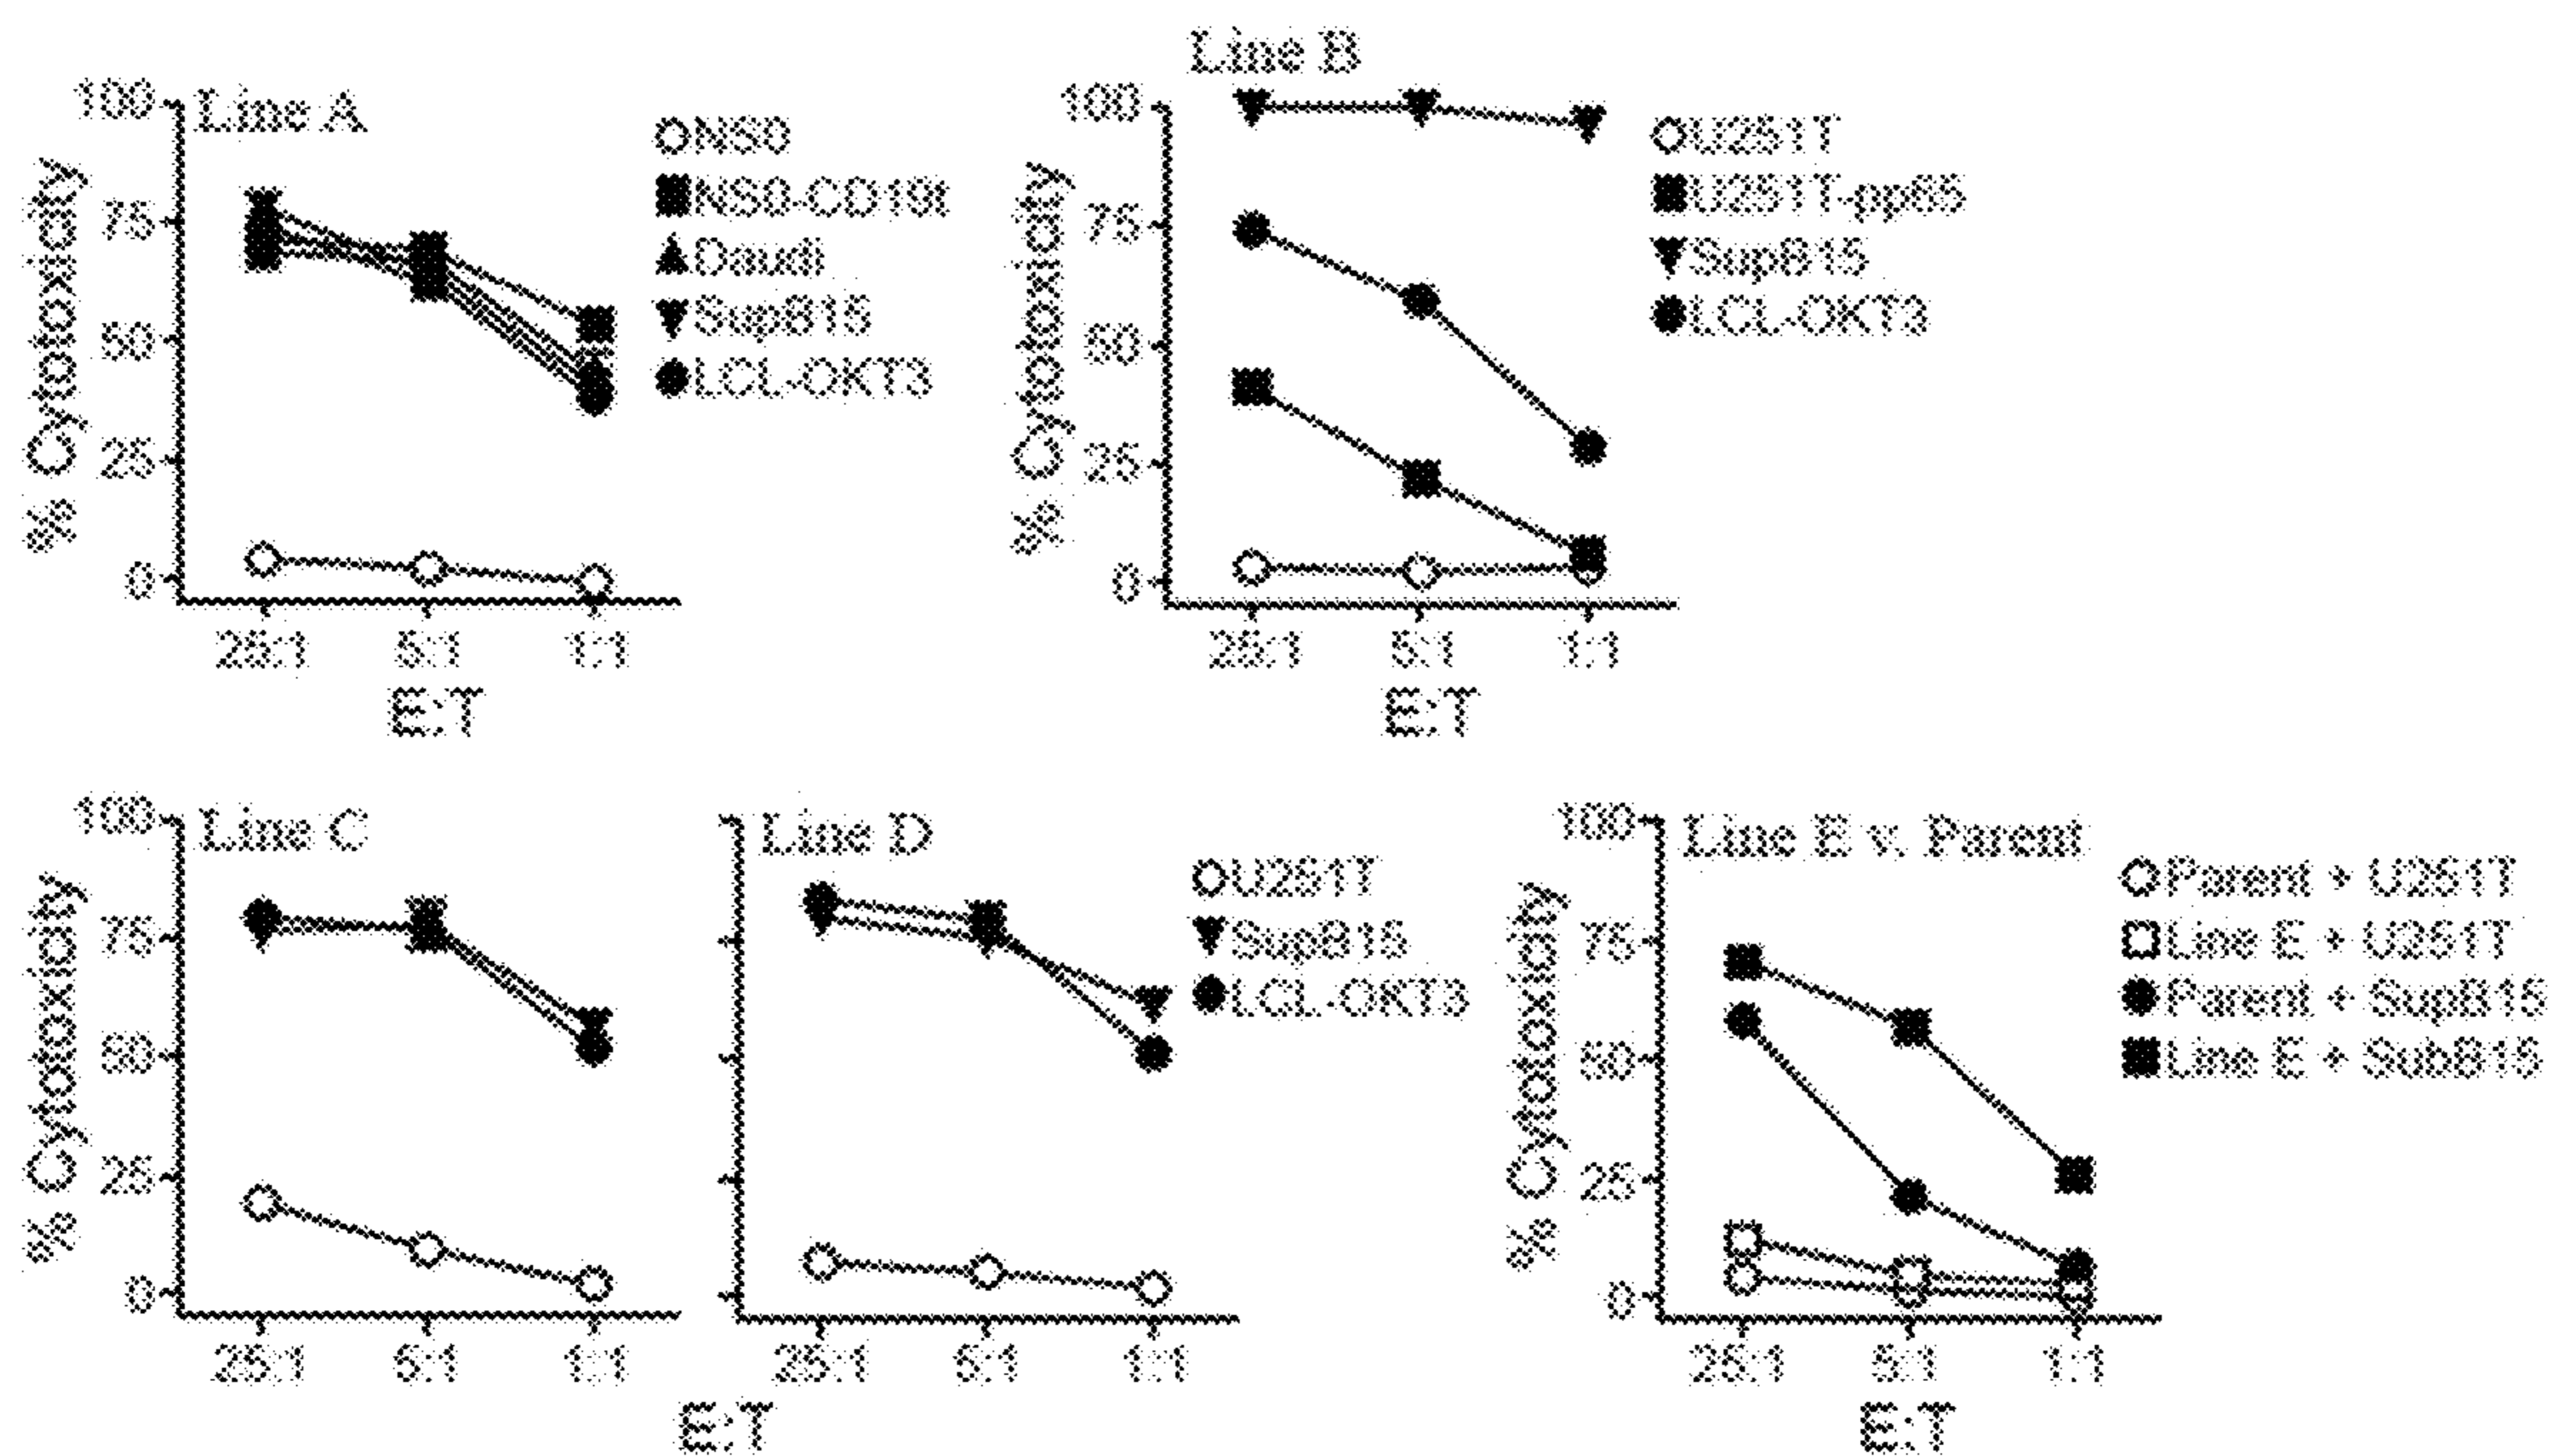 Line A
% Cytotoxicity
100
75
50
25
0
25:1 5:1 1:1
E:T
NS0
NS0-CD19t
Daudi
SupB15
LCL-OKT3
Line B
% Cytotoxicity
100
75
50
25
0
25:1 5:1 1:1
E:T
U251T
U251T-pp65
SupB15
LCL-OKT3
Line C
% Cytotoxicity
100
75
50
25
0
25:1 5:1 1:1
Line D
25:1 5:1 1:1
E:T
U251T
SupB15
LCL-OKT3
Line E v. Parent
% Cytotoxicity
100
75
50
25
0
25:1 5:1 1:1
E:T
Parent + U251T
Line E + U251T
Parent + SupB15
Line E + SubB15